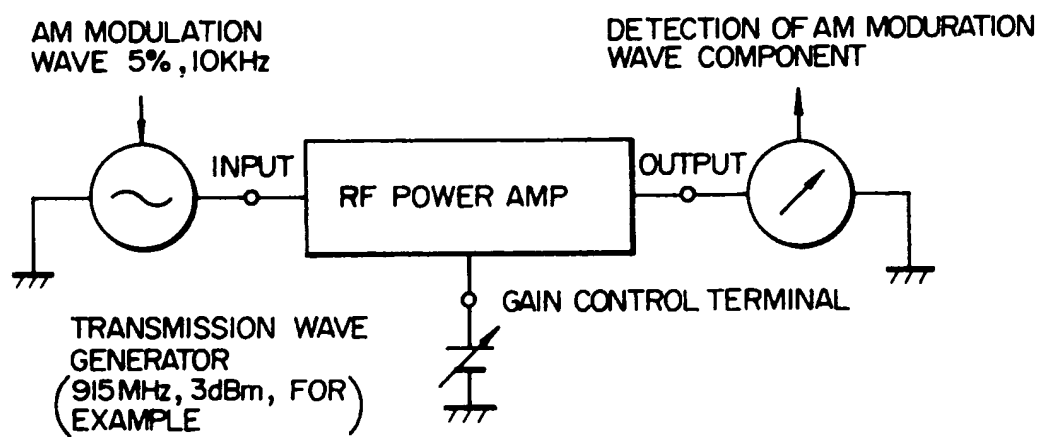 AM MODULATION
WAVE 5%, 10KHz
DETECTION OF AM MODURATION
WAVE COMPONENT
INPUT
RF POWER AMP
OUTPUT
GAIN CONTROL TERMINAL
TRANSMISSION WAVE
GENERATOR
(915MHz, 3dBm, FOR
EXAMPLE)